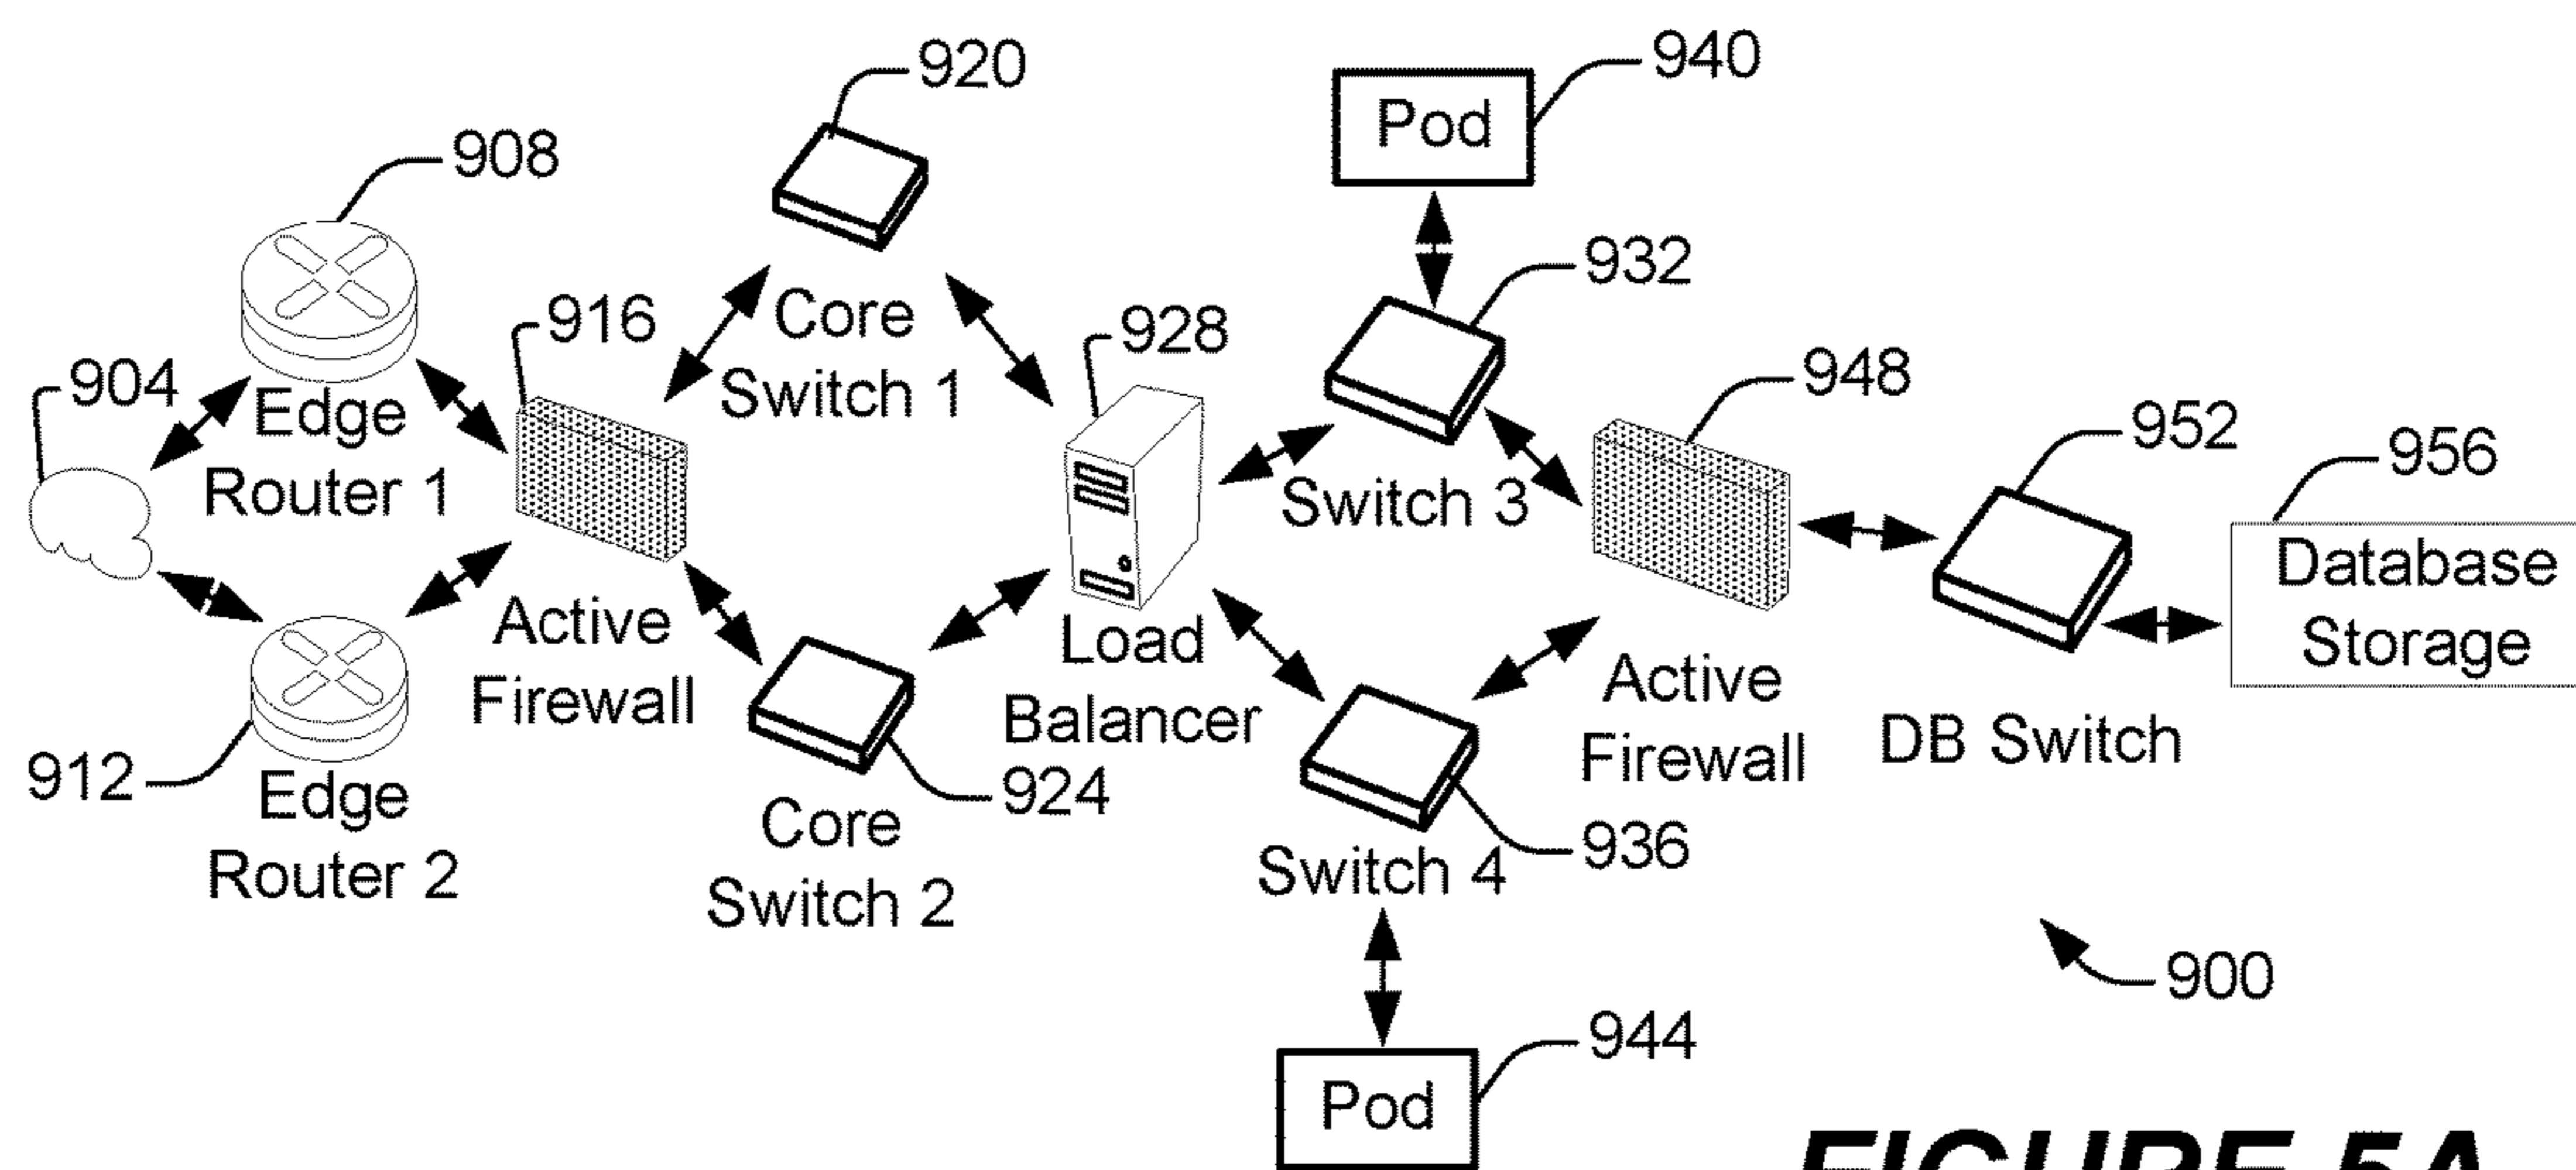 920
940
Pod
908
932
916
Core
Switch 1
928
904
Edge
Router 1
948
952
956
Switch 3
Database
Storage
Active
Firewall
Load
Balancer
Active
Firewall
DB Switch
912
Edge
Router 2
924
Core
Switch 2
936
Switch 4
900
944
Pod
FIGURE 5A